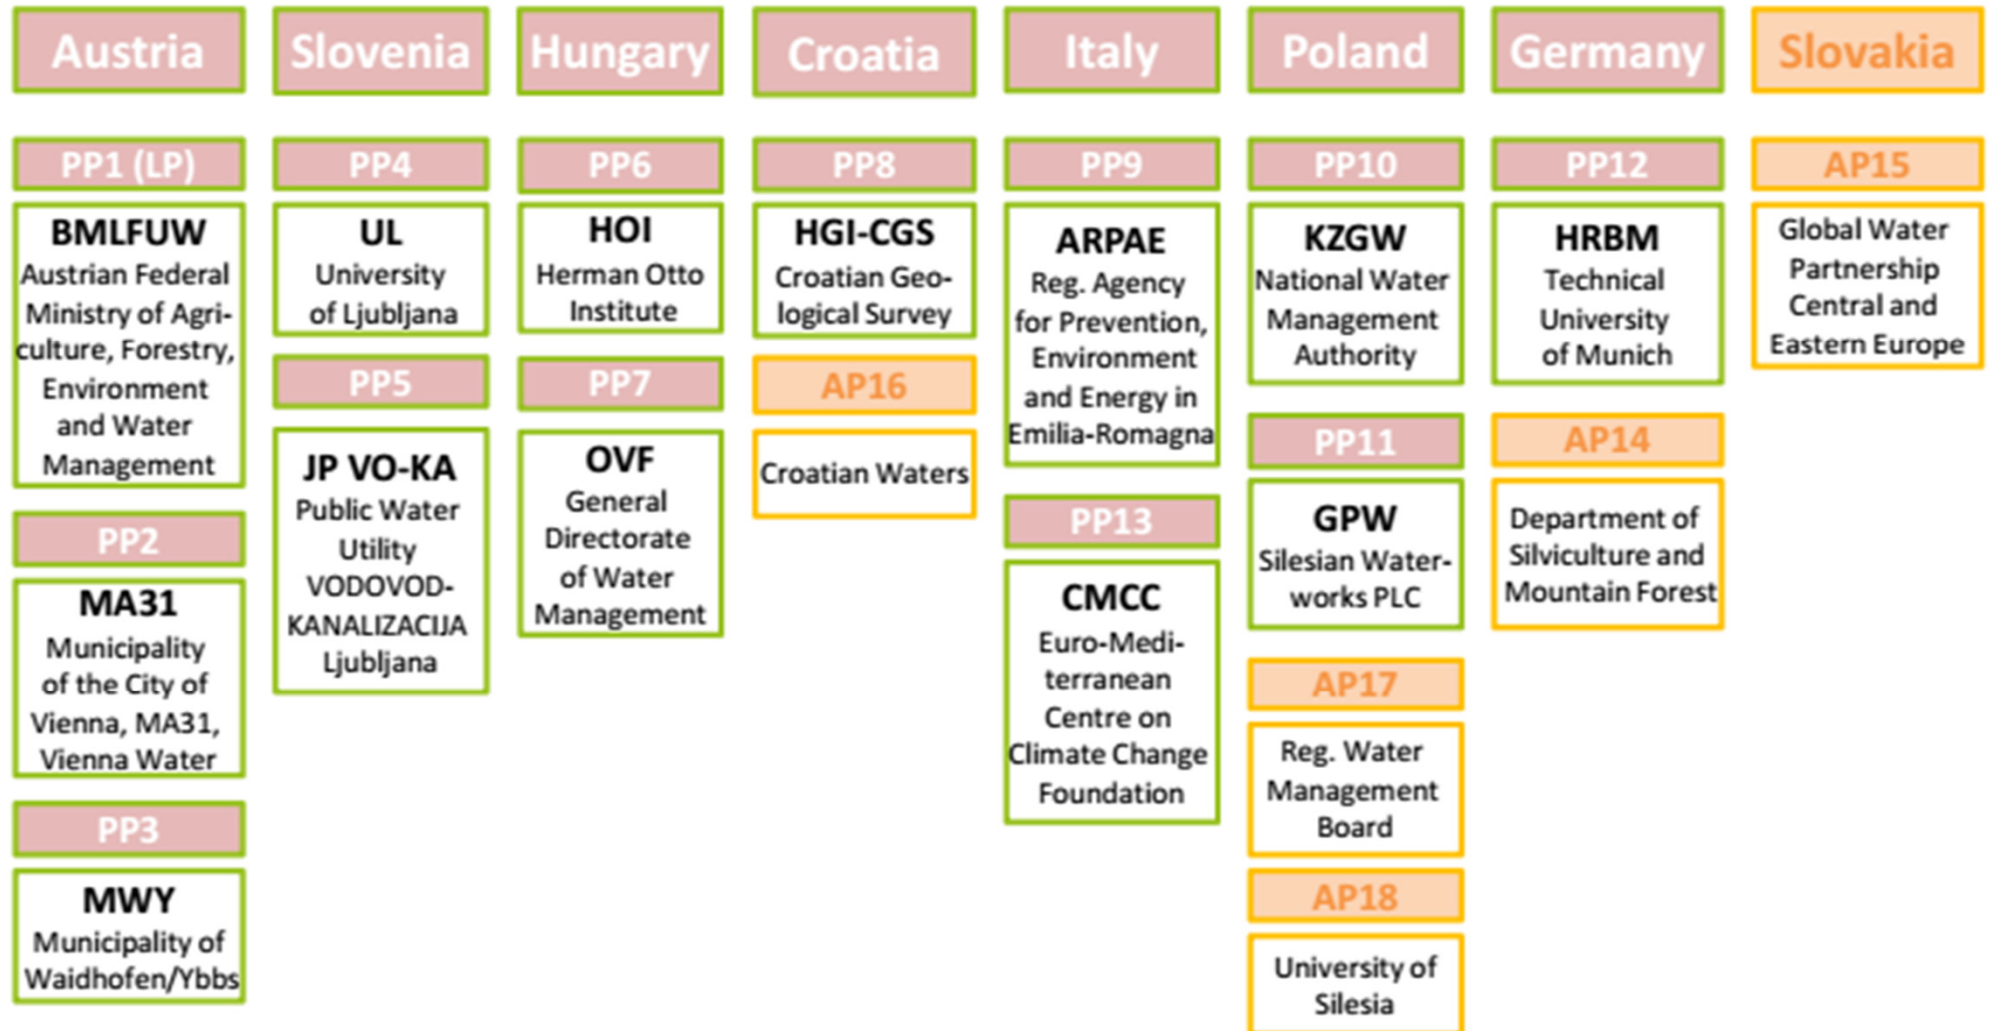 Austria
Slovenia
Hungary
Croatia
Italy
Poland
Germany
Slovakia
PP1 (LP)
BMLFUW
Austrian Federal
Ministry of Agri-
culture, Forestry,
Environment
and Water
Management
PP2
MA31
Municipality
of the City of
Vienna, MA31,
Vienna Water
PP3
MWY
Municipality of
Waidhofen/Ybbs
PP4
UL
University
of Ljubljana
PP5
JP VO-KA
Public Water
Utility
VODOVOD-
KANALIZACIJA
Ljubljana
PP6
HOI
Herman Otto
Institute
PP7
OVF
General
Directorate
of Water
Management
PP8
HGI-CGS
Croatian Geo-
logical Survey
AP16
Croatian Waters
PP9
ARPAE
Reg. Agency
for Prevention,
Environment
and Energy in
Emilia-Romagna
PP13
CMCC
Euro-Medi-
terranean
Centre on
Climate Change
Foundation
PP10
KZGW
National Water
Management
Authority
PP11
GPW
Silesian Water-
works PLC
AP17
Reg. Water
Management
Board
AP18
University of
Silesia
PP12
HRBM
Technical
University
of Munich
AP14
Department of
Silviculture and
Mountain Forest
AP15
Global Water
Partnership
Central and
Eastern Europe